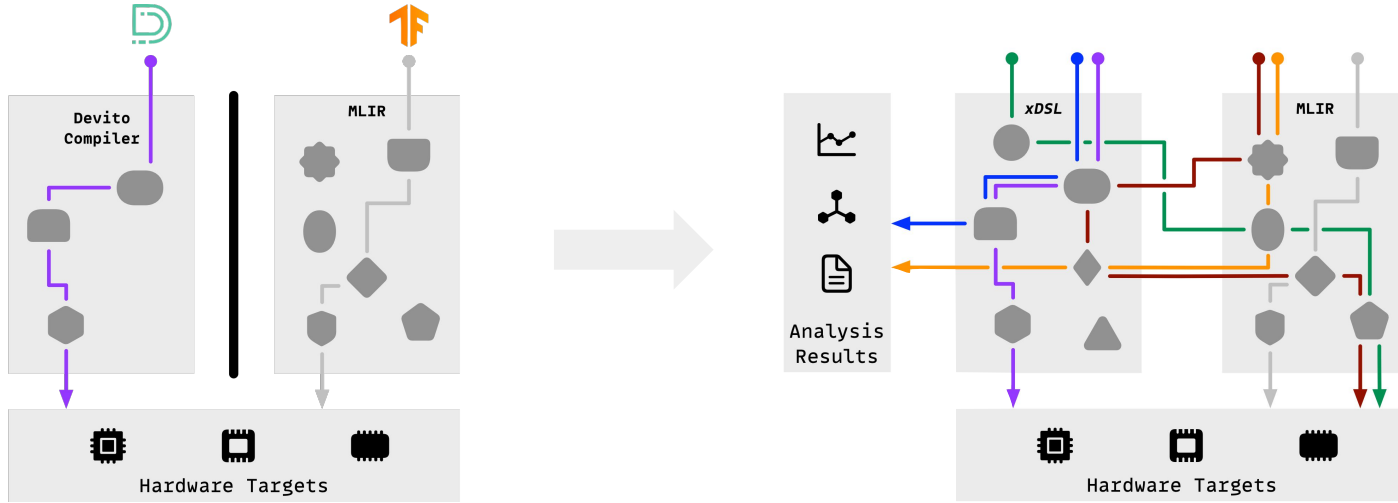 Devito
Compiler
MLIR
Hardware Targets
Analysis
Results
xDSL
MLIR
Hardware Targets